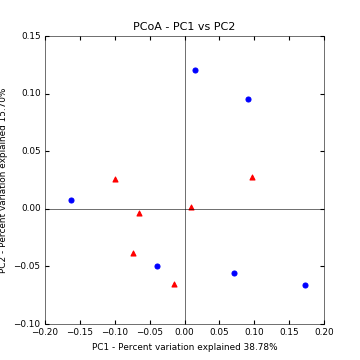 PCoA - PC1 vs PC2
0.15
0.10
0.05
0.00
−0.05
−0.10
PC2 - Percent variation explained 15.70%
−0.20 −0.15 −0.10 −0.05 0.00 0.05 0.10 0.15 0.20
PC1 - Percent variation explained 38.78%